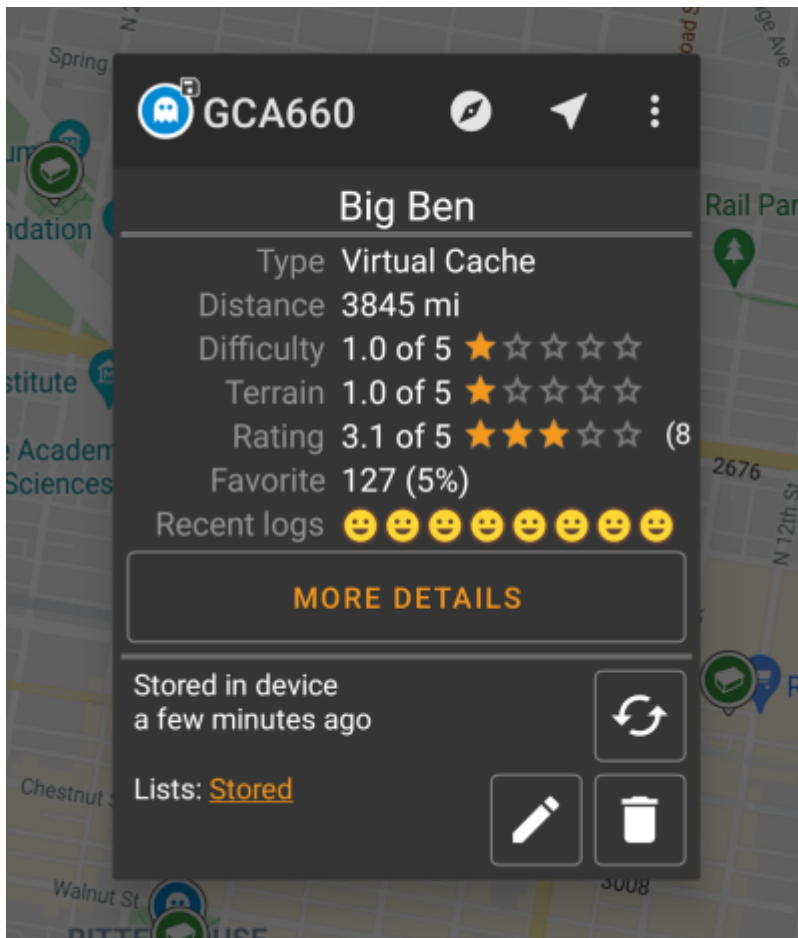 Spring
GCA660
Big Ben
Rail Par
ndation
Type Virtual Cache
Distance 3845 mi
Difficulty 1.0 of 5
Terrain 1.0 of 5
stitute
Rating 3.1 of 5 (8
Academ
Sciences
2676
Favorite 127 (5%)
N 12th St
Recent logs
MORE DETAILS
Stored in device
a few minutes ago
Lists: Stored
Chestnut
3008
Walnut St